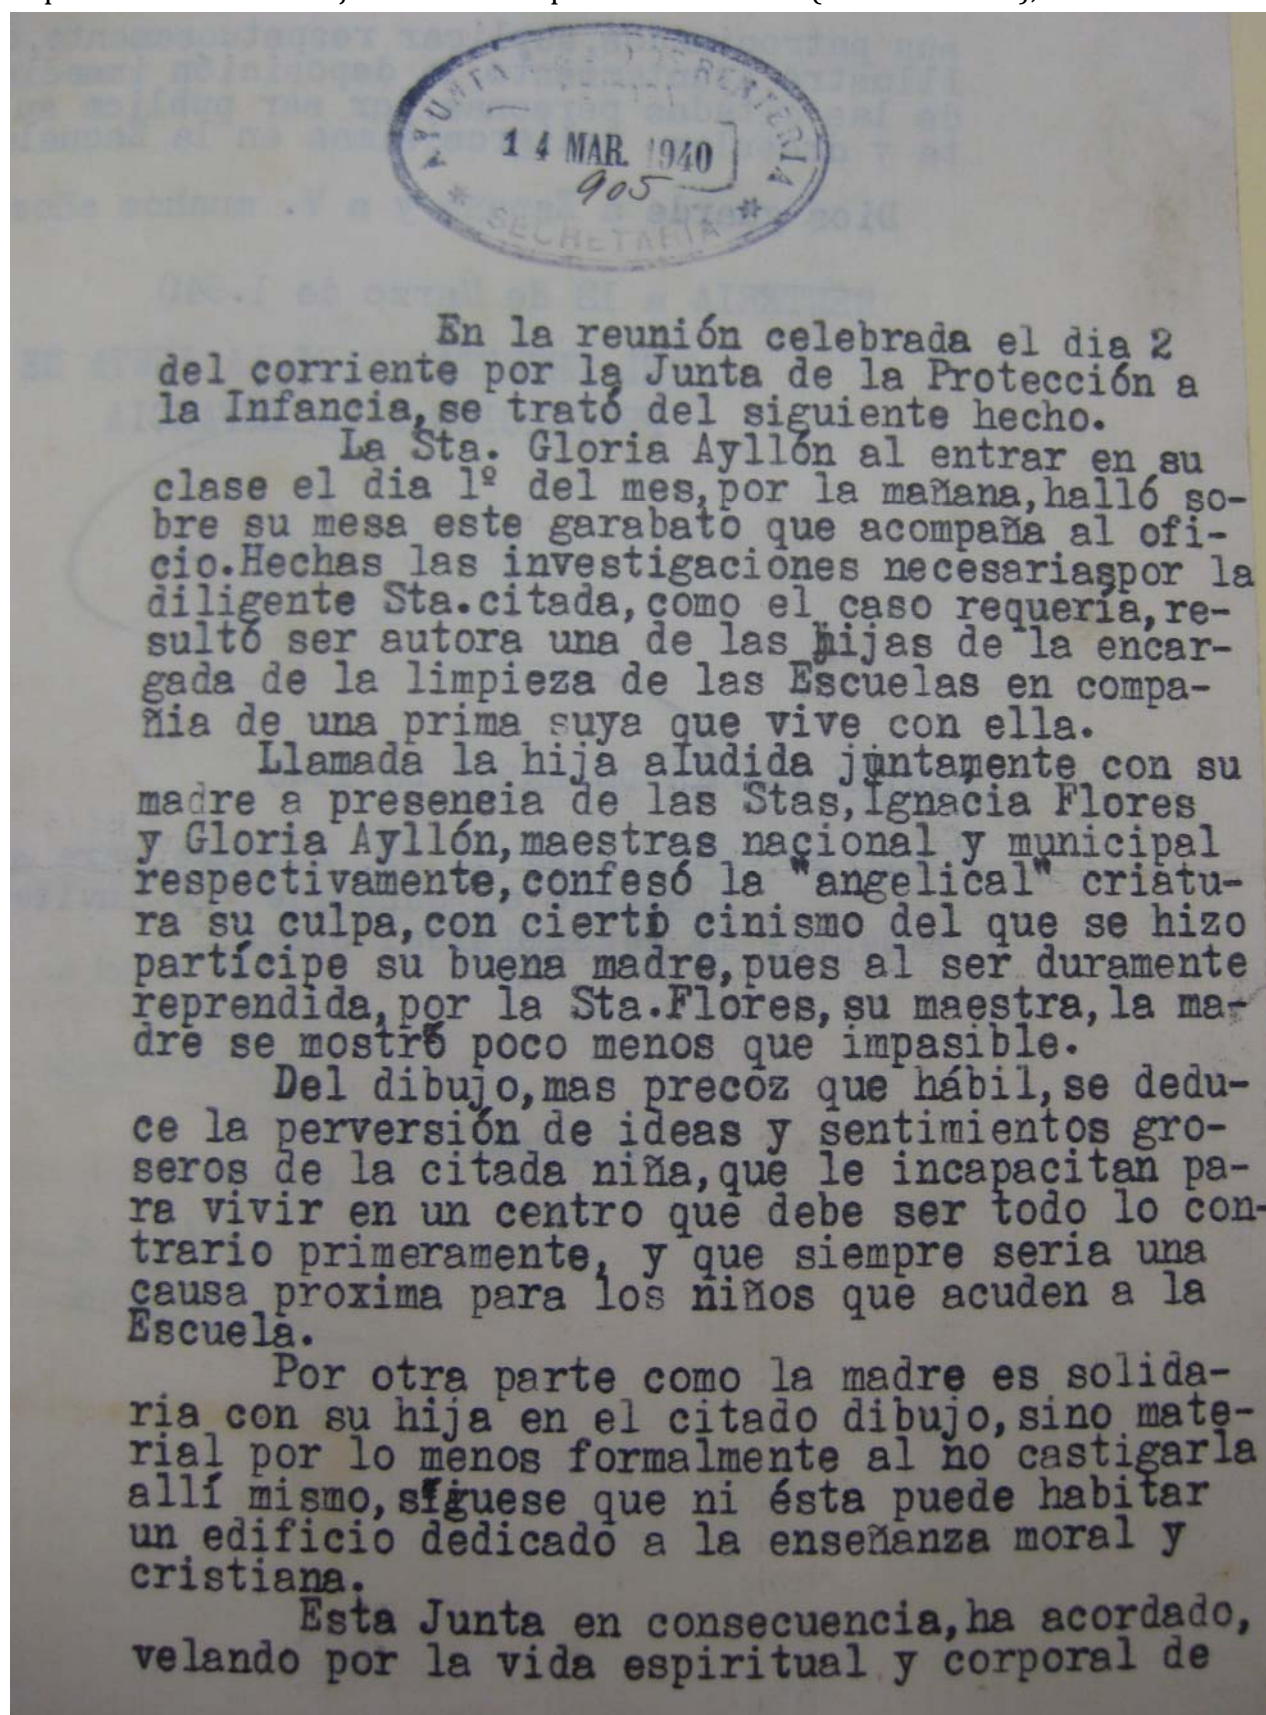 AYUNTA RENTERIA
14 MAR. 1940
905
* SECRETARIA *
En la reunión celebrada el dia 2
del corriente por la Junta de la Protección a
la Infancia,se trató del siguiente hecho.
La Sta. Gloria Ayllón al entrar en su
clase el dia 1º del mes,por la mañana,halló so-
bre su mesa este garabato que acompaña al ofi-
cio.Hechas las investigaciones necesariaspor la
diligente Sta.citada,como el caso requería,re-
sultó ser autora una de las hijas de la encar-
gada de la limpieza de las Escuelas en compa-
ñia de una prima suya que vive con ella.
Llamada la hija aludida juntamente con su
madre a preseneia de las Stas,Ignacia Flores
y Gloria Ayllón,maestras nacional y municipal
respectivamente,confesó la "angelical" criatu-
ra su culpa,con cierto cinismo del que se hizo
partícipe su buena madre,pues al ser duramente
reprendida,por la Sta.Flores,su maestra,la ma-
dre se mostró poco menos que impasible.
Del dibujo,mas precoz que hábil,se dedu-
ce la perversión de ideas y sentimientos gro-
seros de la citada niña,que le incapacitan pa-
ra vivir en un centro que debe ser todo lo con-
trario primeramente, y que siempre seria una
causa proxima para los niños que acuden a la
Escuela.
Por otra parte como la madre es solida-
ria con su hija en el citado dibujo,sino mate-
rial por lo menos formalmente al no castigarla
allí mismo,síguese que ni ésta puede habitar
un edificio dedicado a la enseñanza moral y
cristiana.
Esta Junta en consecuencia,ha acordado,
velando por la vida espiritual y corporal de